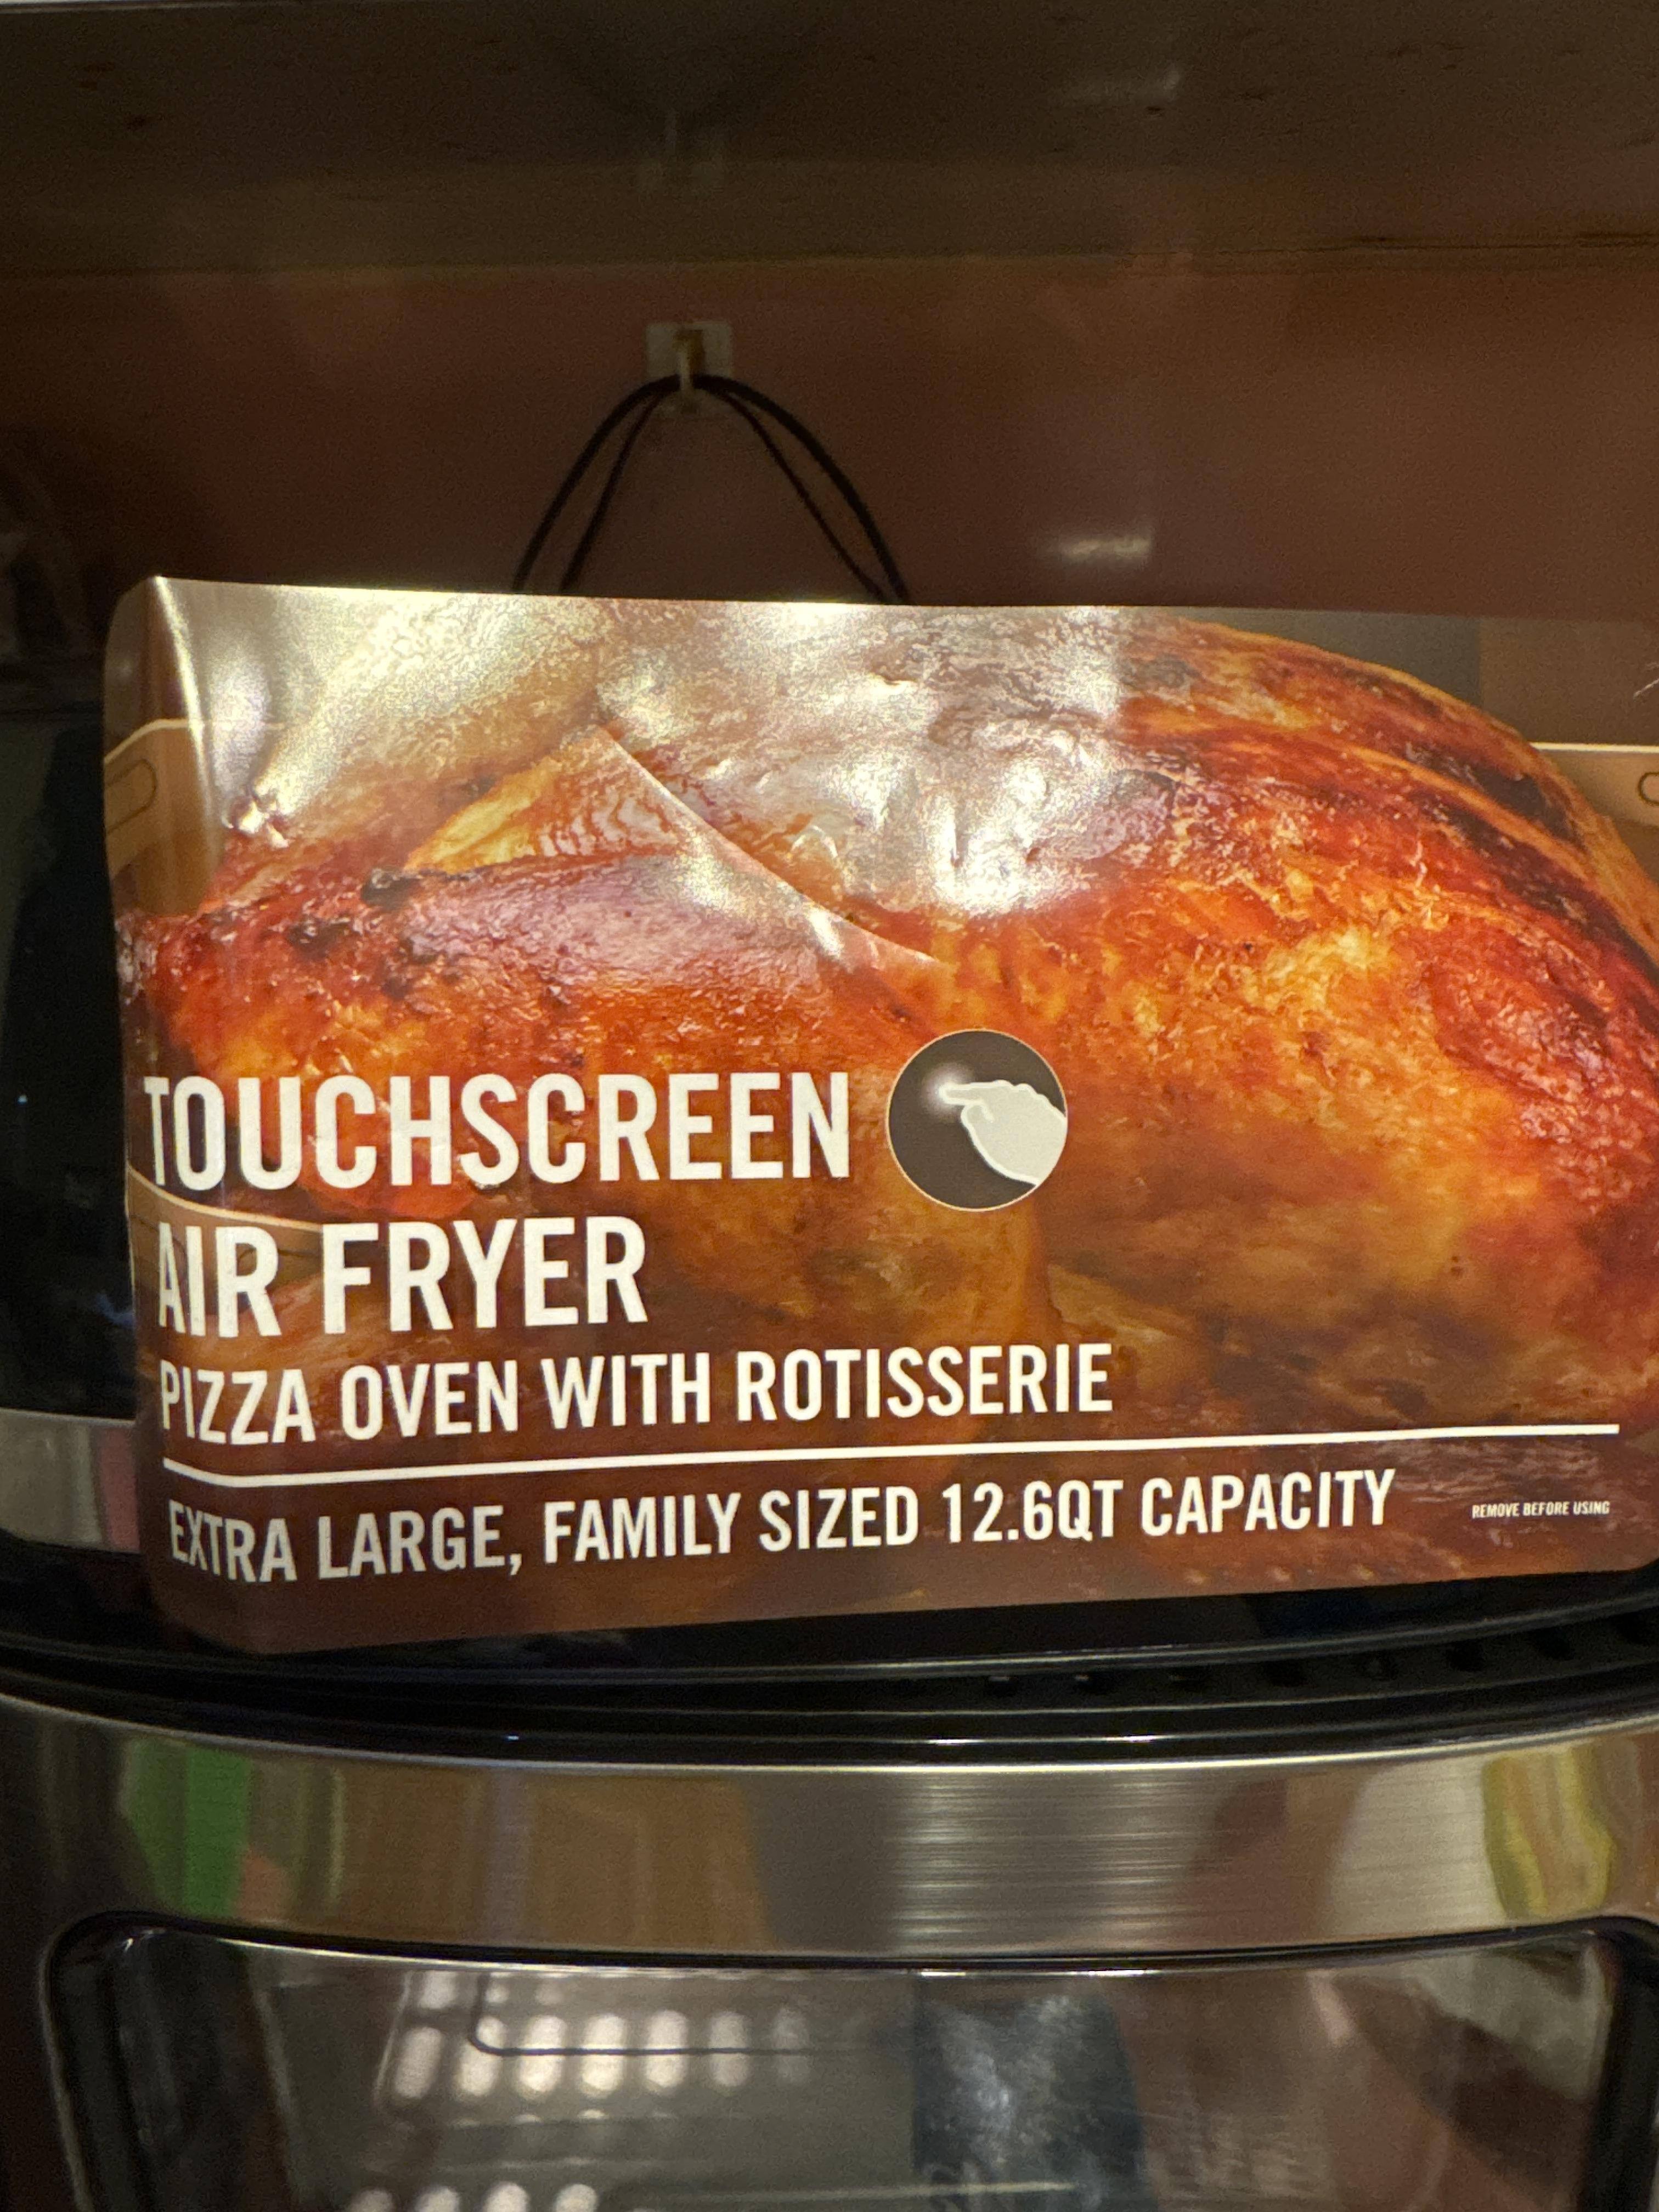 TOUCHSCREEN
AIR FRYER
PIZZA OVEN WITH ROTISSERIE
EXTRA LARGE, FAMILY SIZED 12.6QT CAPACITY
REMOVE BEFORE USING